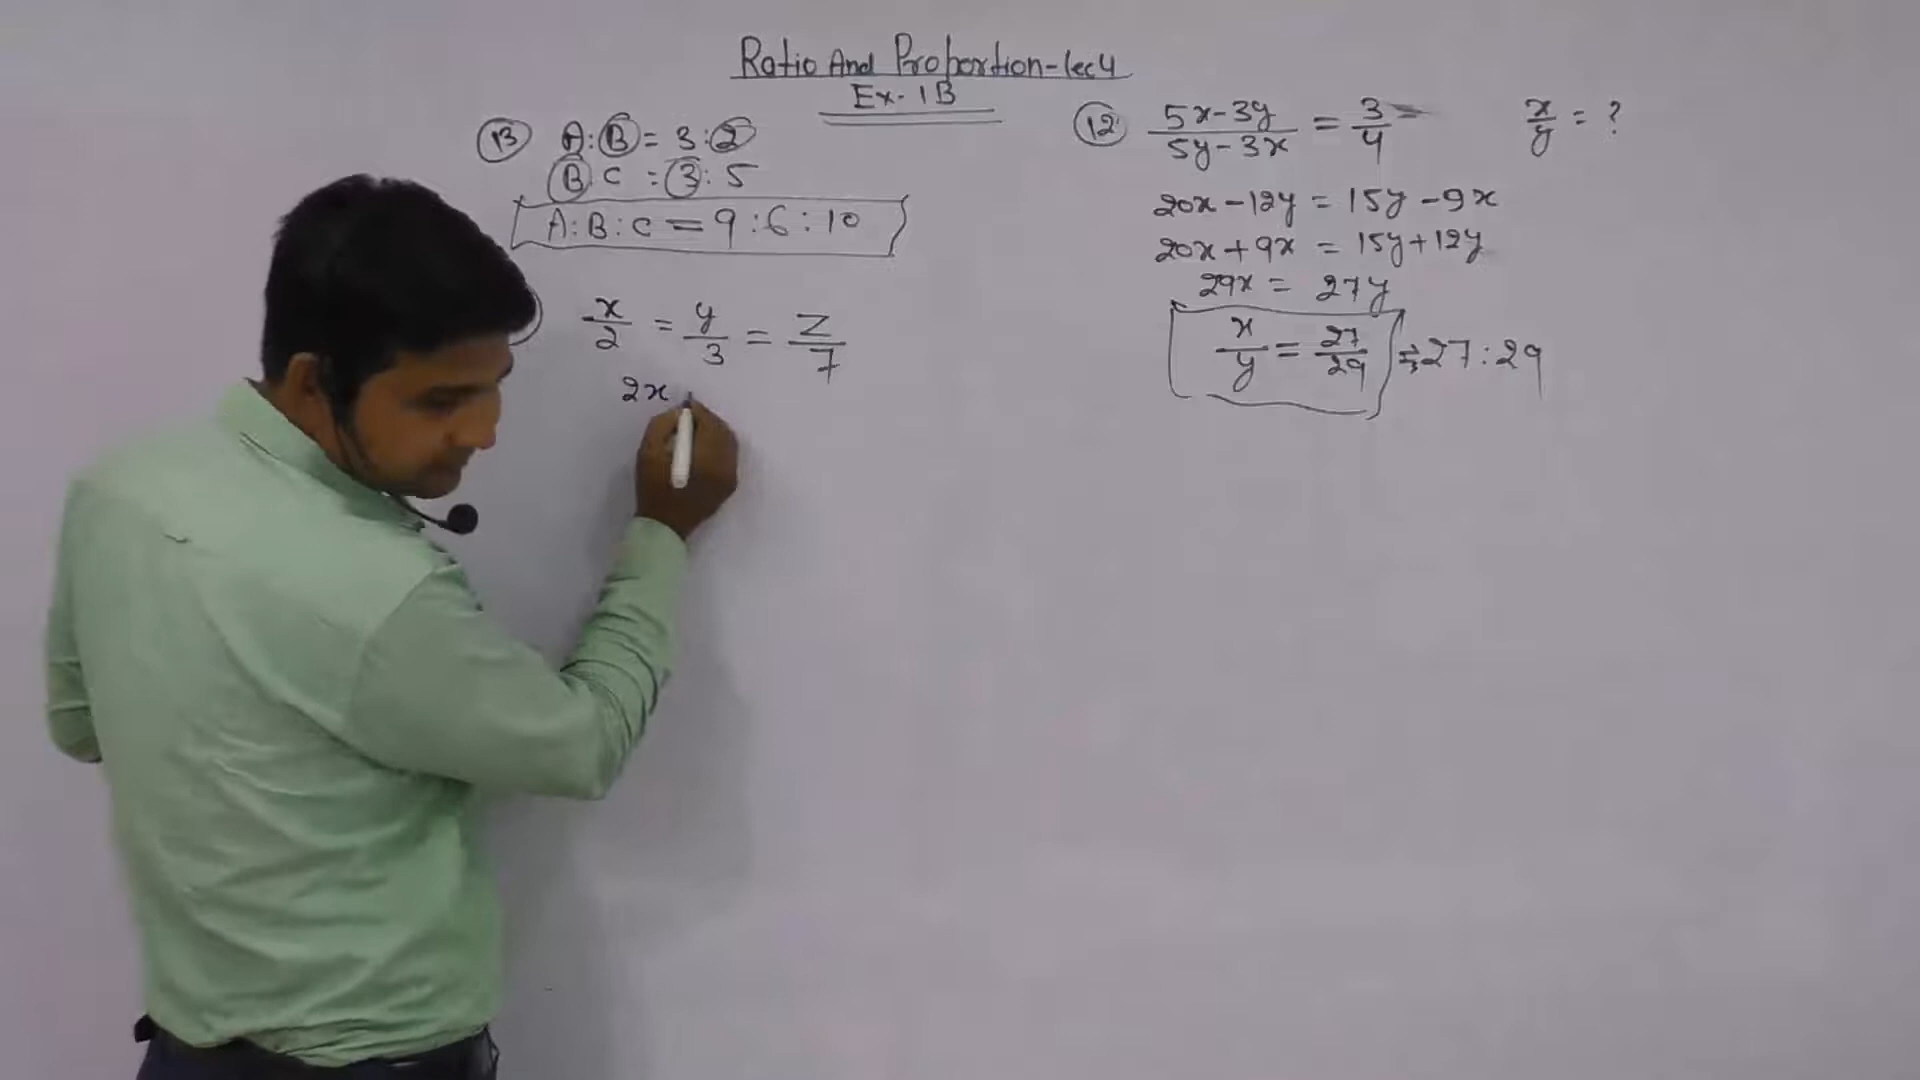 Ratio And Proportion-lec4
Ex-1B
13 A:B = 3:2
B C = 3:5
A:B:C = 9:6:10
x/2 = y/3 = z/7
2x
12 (5x-3y)/(5y-3x) = 3/4 x/y = ?
20x-12y = 15y-9x
20x+9x = 15y+12y
29x = 27y
x/y = 27/29 ⇒ 27:29